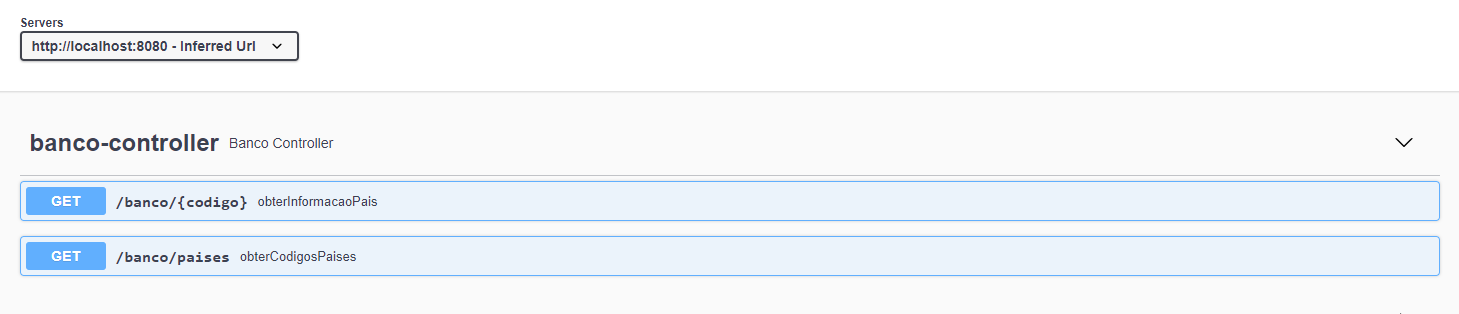 Servers
http://localhost:8080 - Inferred Url
banco-controller Banco Controller
GET /banco/{codigo} obterInformacaoPais
GET /banco/paises obterCodigosPaises